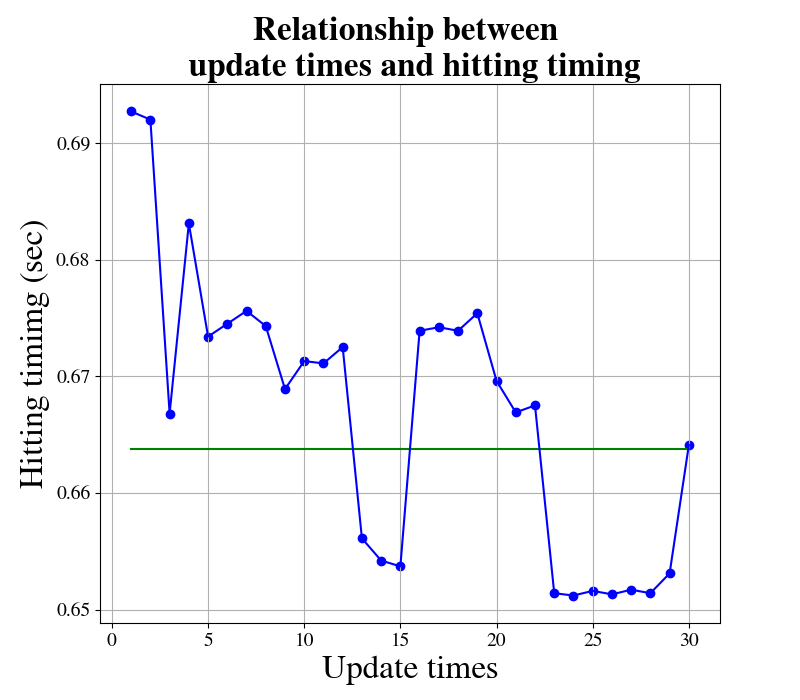 Relationship between
update times and hitting timing
Hitting timimg (sec)
0.69
0.68
0.67
0.66
0.65
0 5 10 15 20 25 30
Update times